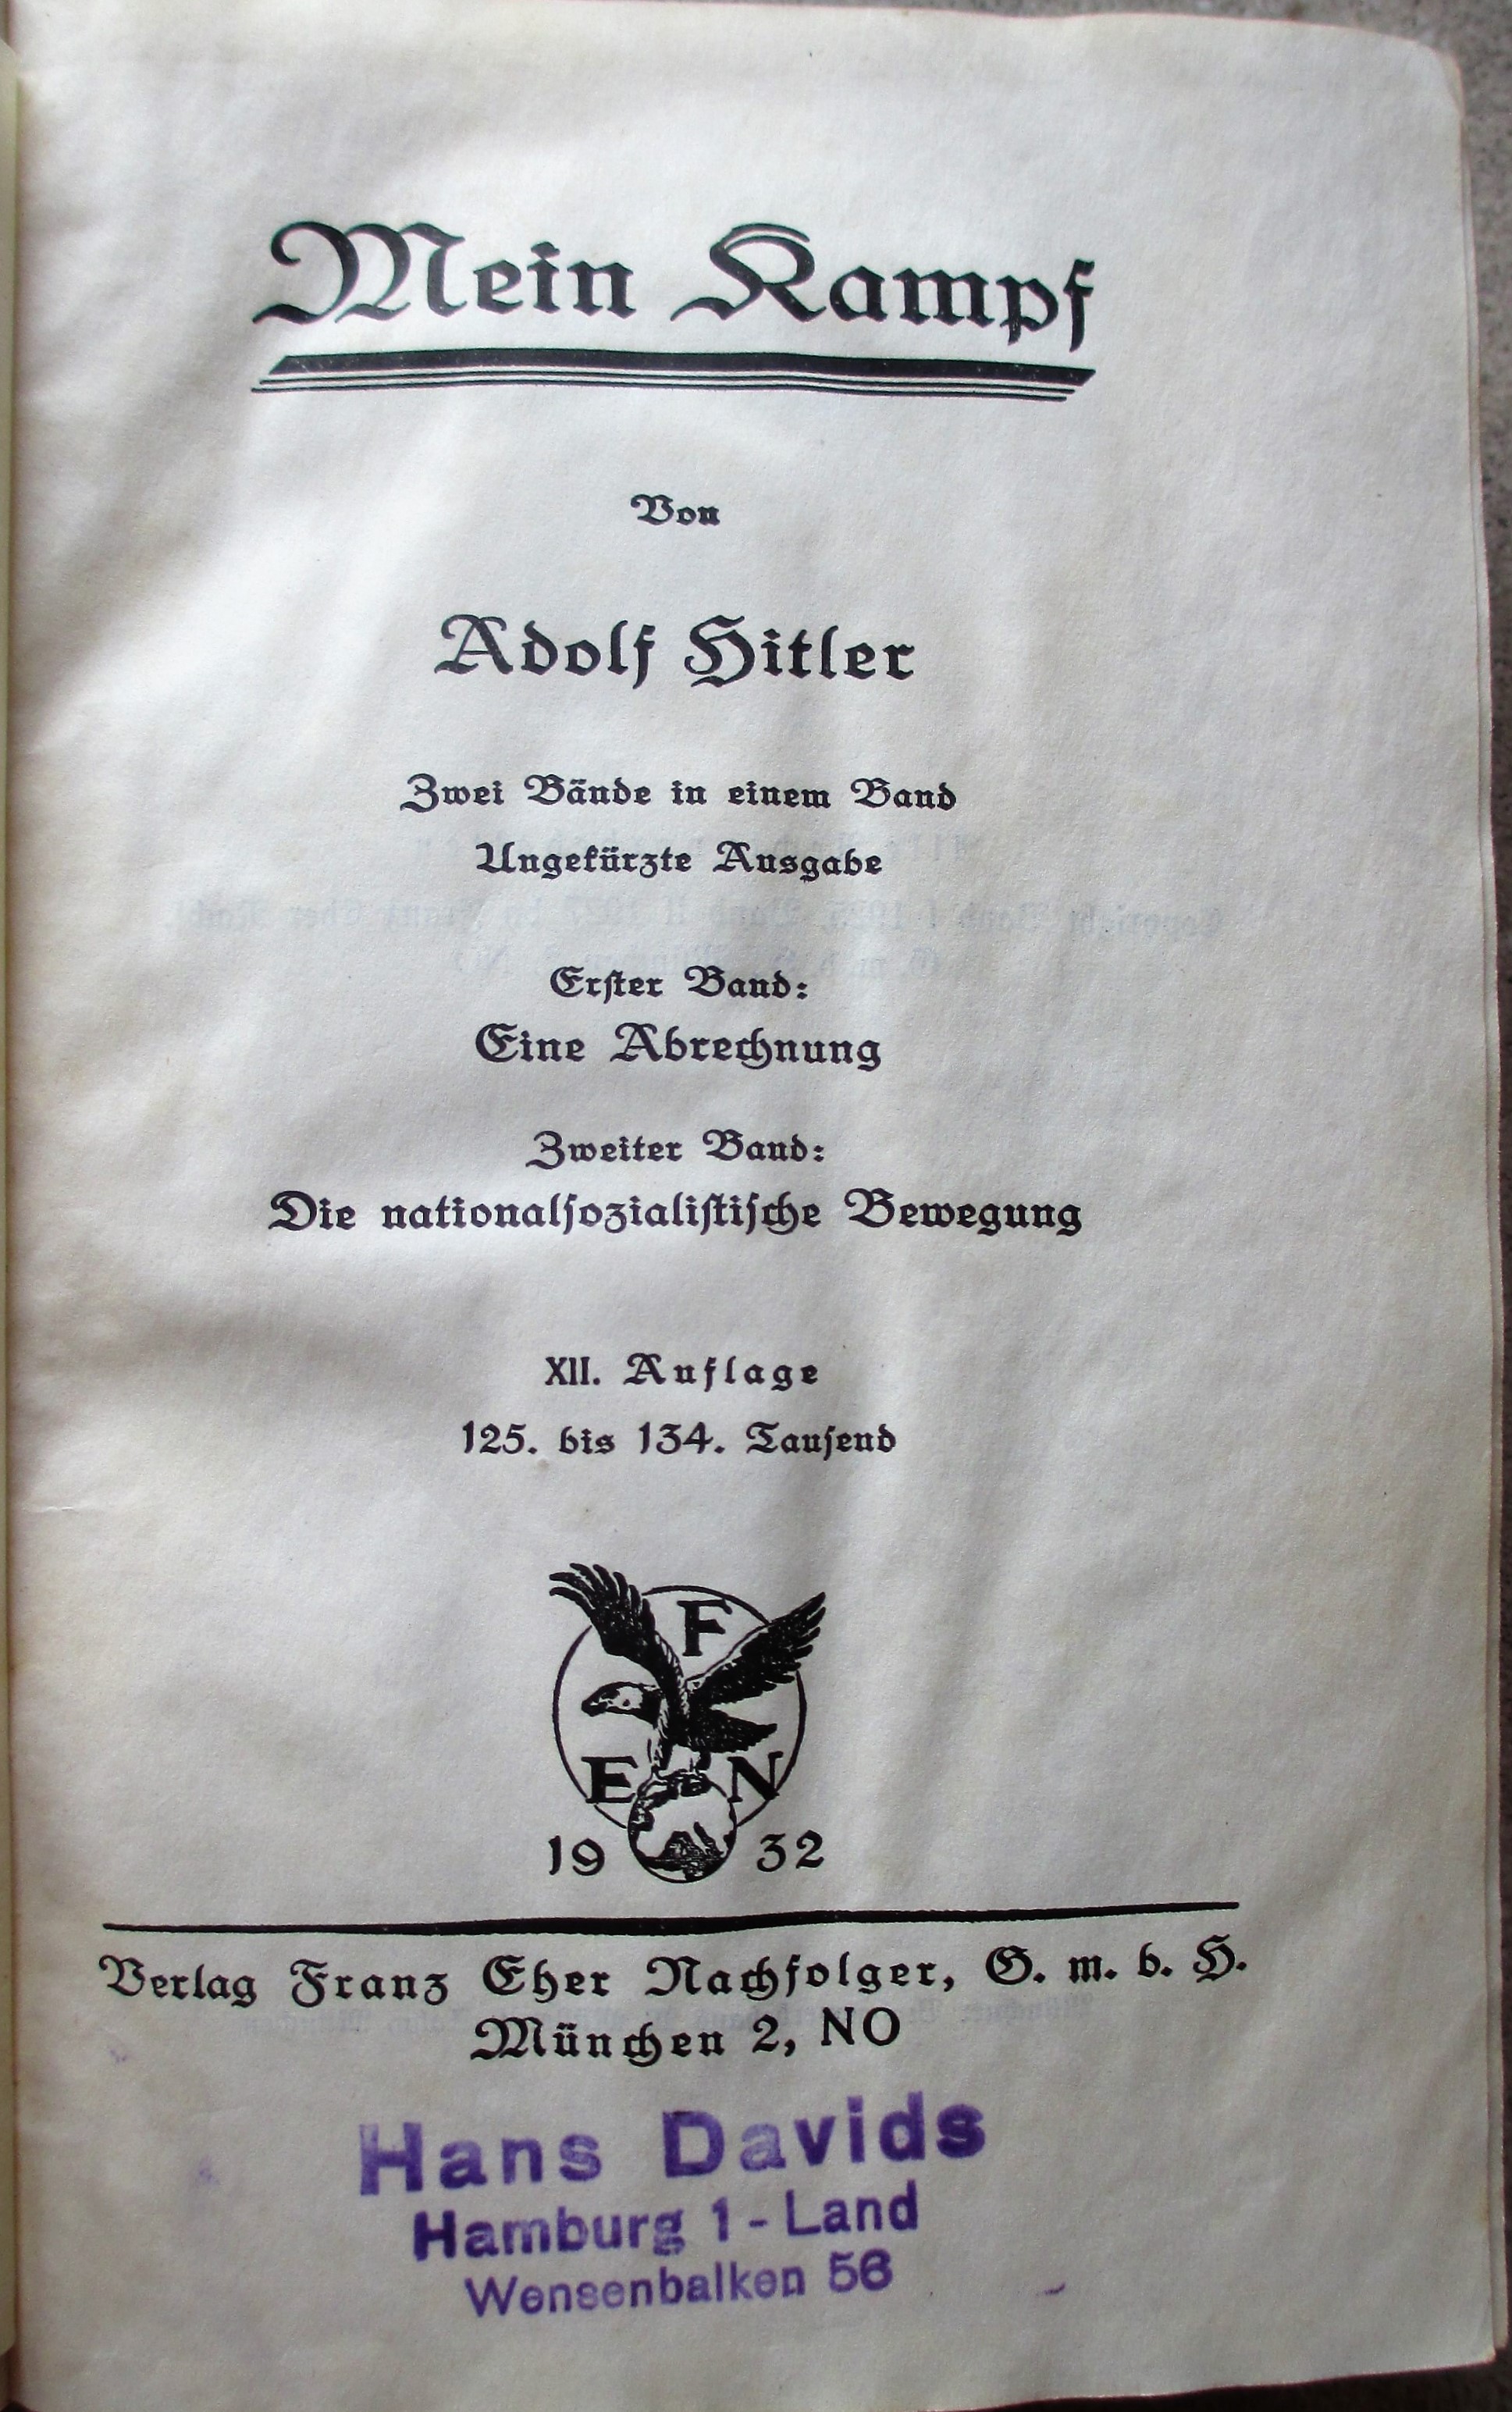 Mein Kampf
Von
Adolf Hitler
Zwei Bände in einem Band
Ungekürzte Ausgabe
Erster Band:
Eine Abrechnung
Zweiter Band:
Die nationalsozialistische Bewegung
XII. Auflage
125. bis 134. Tausend
F
E N
19 32
Verlag Franz Eher Nachfolger, G. m. b. H.
München 2, NO
Hans Davids
Hamburg 1 - Land
Wensenbalken 56